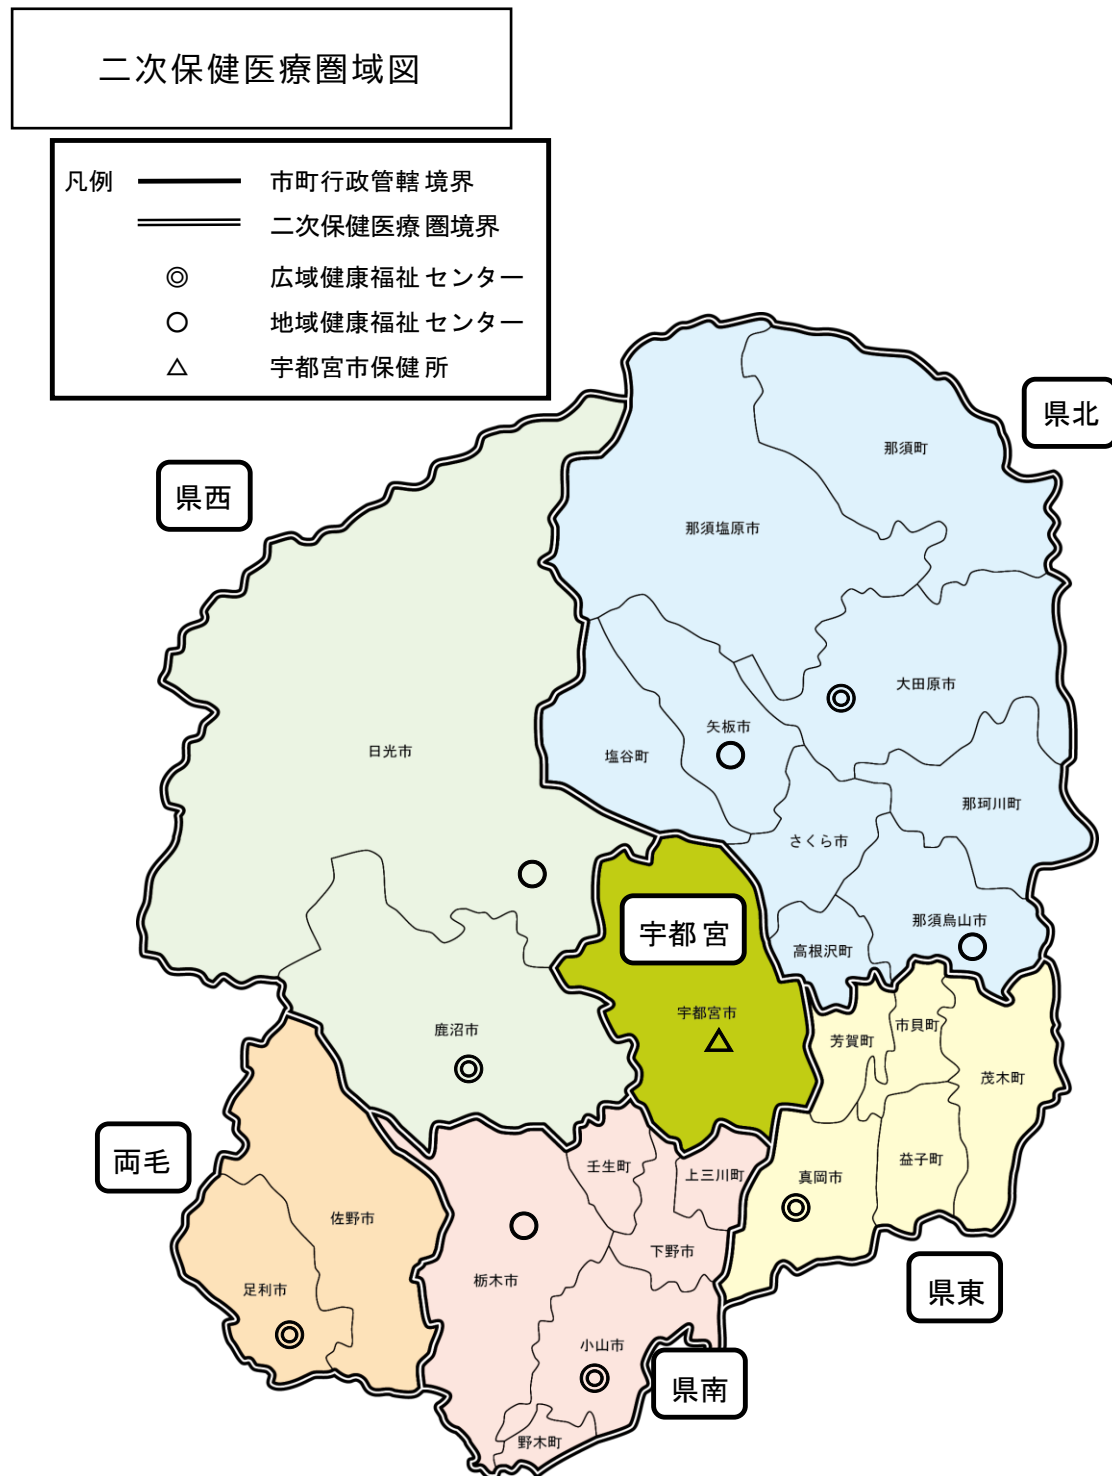 二次保健医療圏域図
凡例
市町行政管轄境界
二次保健医療圏境界
広域健康福祉センター
地域健康福祉センター
宇都宮市保健所
県北
那須町
県西
那須塩原市
大田原市
矢板市
日光市
塩谷町
那珂川町
さくら市
那須烏山市
宇都宮
高根沢町
宇都宮市
市貝町
鹿沼市
芳賀町
茂木町
両毛
益子町
壬生町
上三川町
真岡市
佐野市
下野市
栃木市
足利市
県東
小山市
県南
野木町